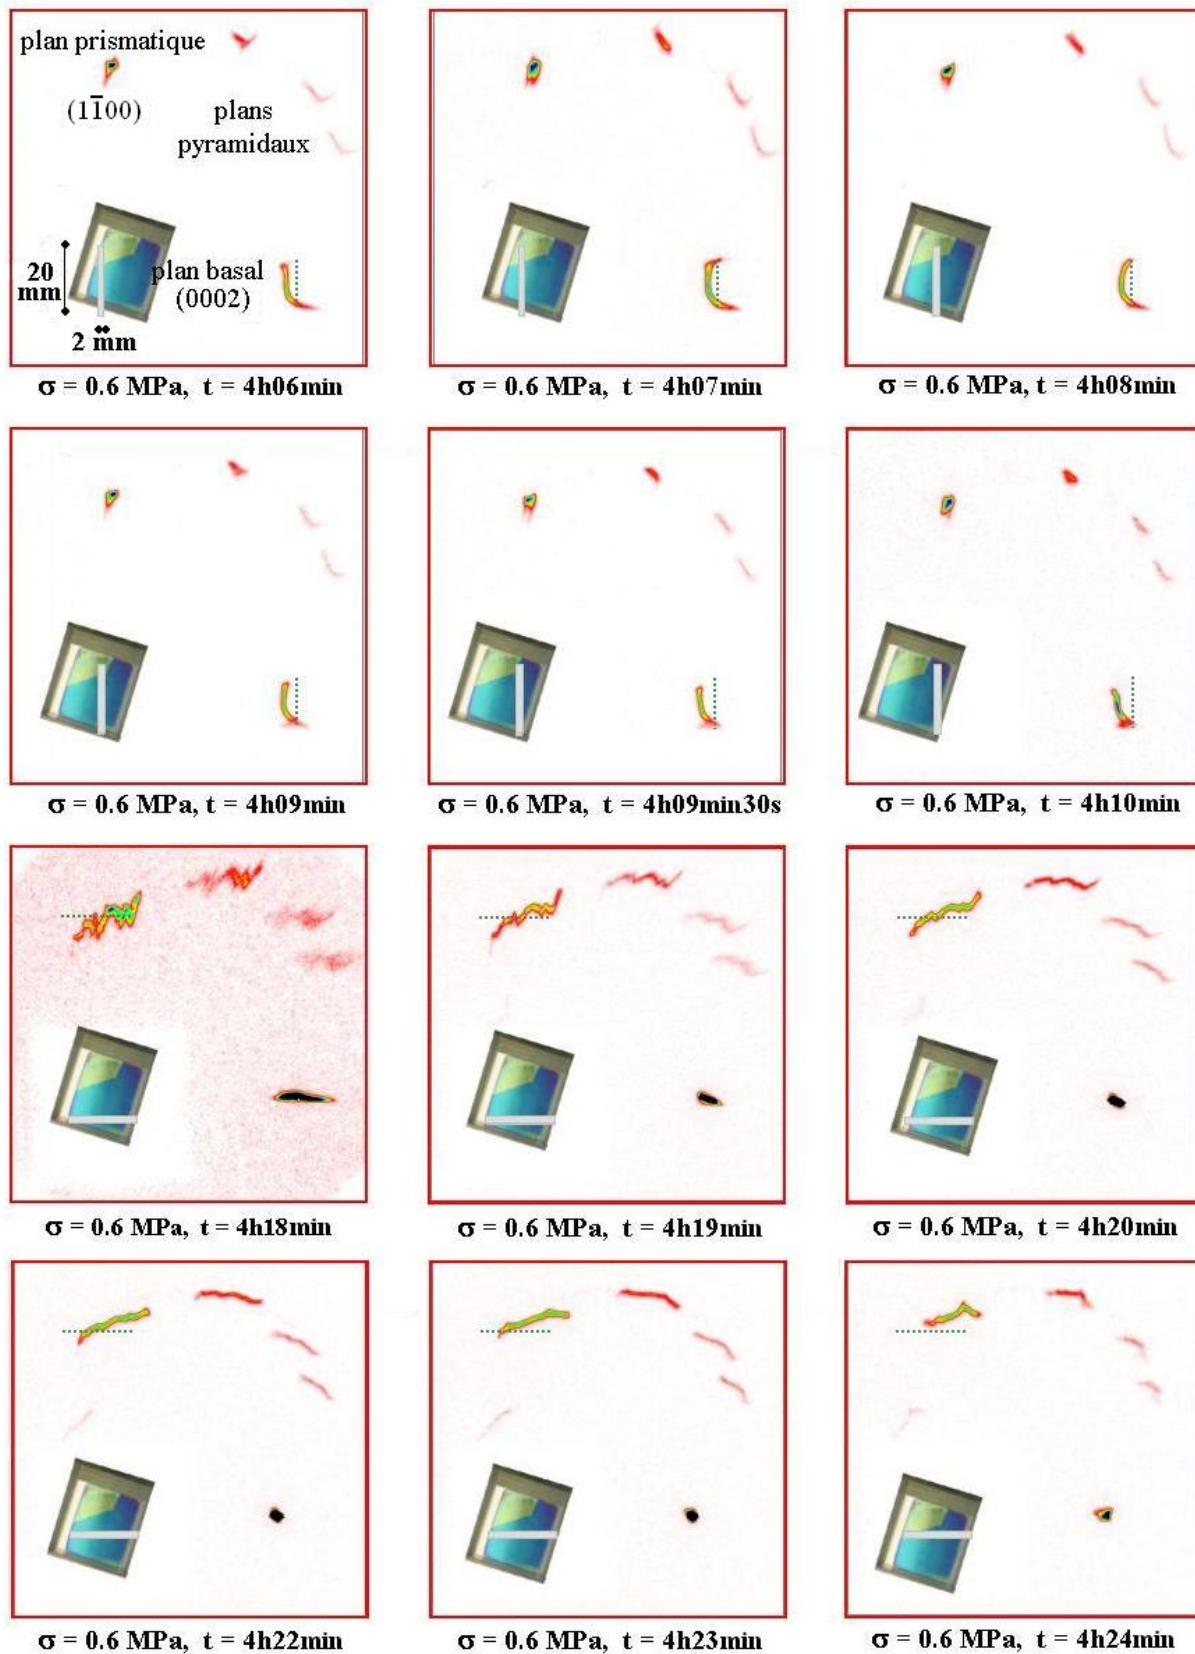 plan prismatique
(11̅00)
plans
pyramidaux
20
mm
plan basal
(0002)
2 mm
σ = 0.6 MPa, t = 4h06min
σ = 0.6 MPa, t = 4h07min
σ = 0.6 MPa, t = 4h08min
σ = 0.6 MPa, t = 4h09min
σ = 0.6 MPa, t = 4h09min30s
σ = 0.6 MPa, t = 4h10min
σ = 0.6 MPa, t = 4h18min
σ = 0.6 MPa, t = 4h19min
σ = 0.6 MPa, t = 4h20min
σ = 0.6 MPa, t = 4h22min
σ = 0.6 MPa, t = 4h23min
σ = 0.6 MPa, t = 4h24min